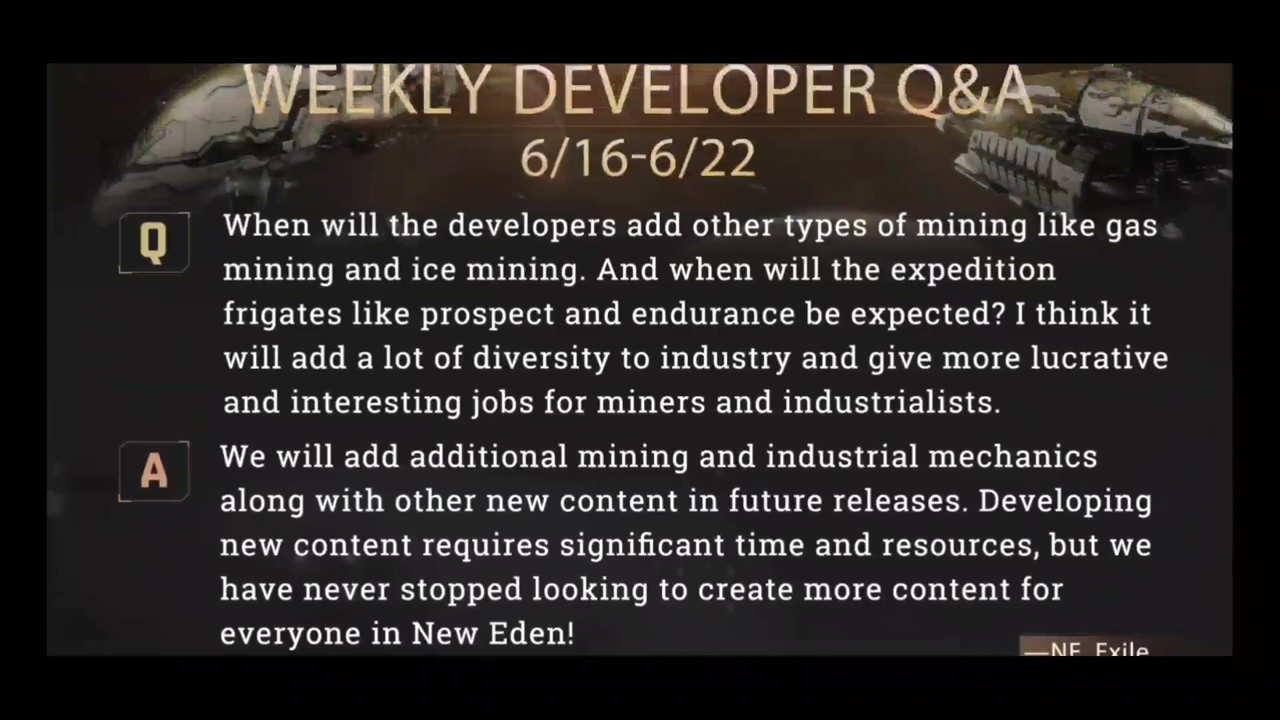 WEEKLY DEVELOPER Q&A
6/16-6/22
Q
When will the developers add other types of mining like gas
mining and ice mining. And when will the expedition
frigates like prospect and endurance be expected? I think it
will add a lot of diversity to industry and give more lucrative
and interesting jobs for miners and industrialists.
A
We will add additional mining and industrial mechanics
along with other new content in future releases. Developing
new content requires significant time and resources, but we
have never stopped looking to create more content for
everyone in New Eden!
—NE_Exile